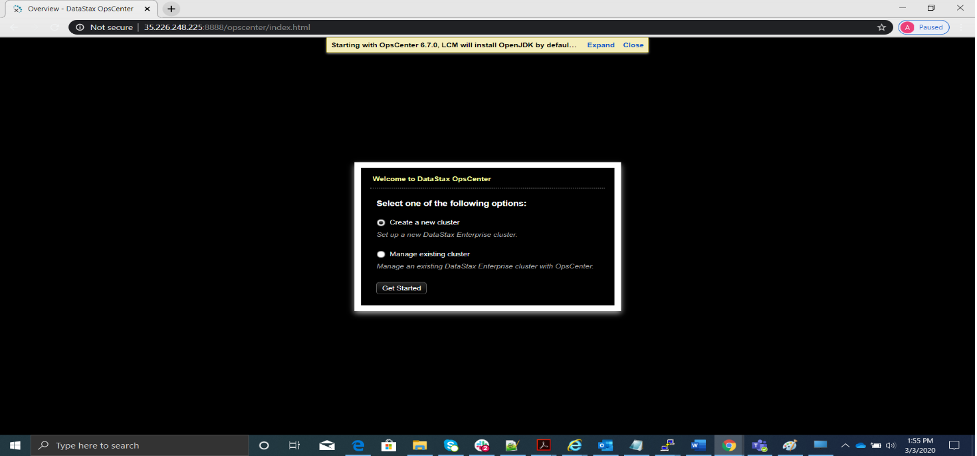 Overview - DataStax OpsCenter
Not secure | 35.226.248.225:8888/opscenter/index.html
A Paused
Starting with OpsCenter 6.7.0, LCM will install OpenJDK by defaul... Expand Close
Welcome to DataStax OpsCenter
Select one of the following options:
Create a new cluster
Set up a new DataStax Enterprise cluster.
Manage existing cluster
Manage an existing DataStax Enterprise cluster with OpsCenter.
Get Started
Type here to search
1:55 PM
3/3/2020